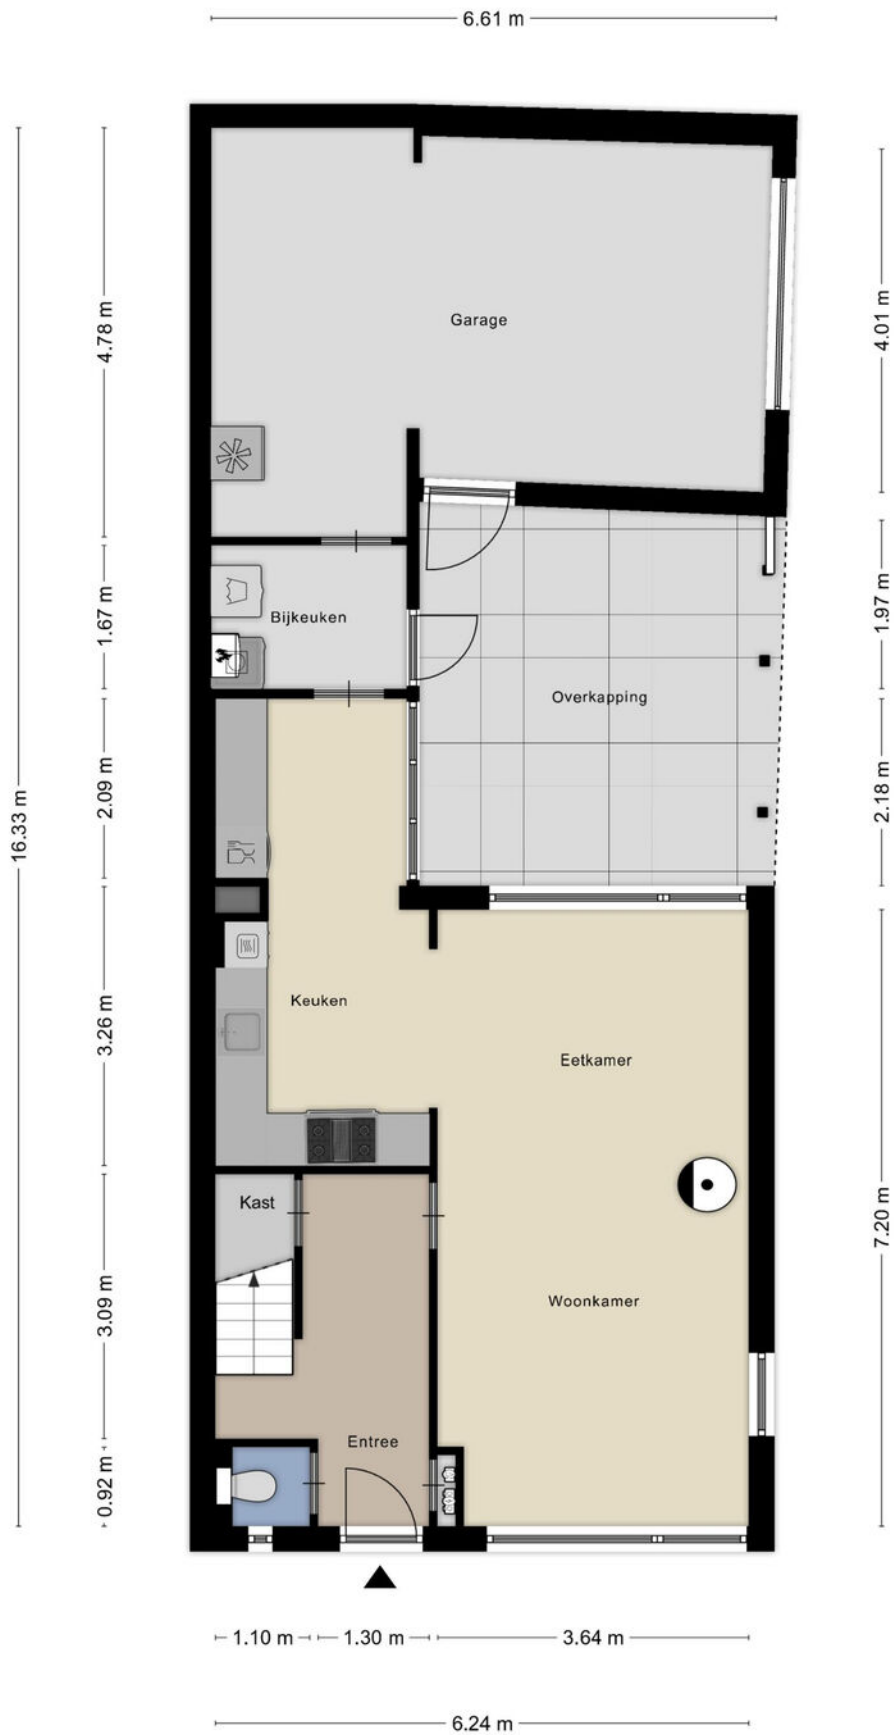 6.61 m
Garage
4.78 m
4.01 m
Bijkeuken
1.67 m
1.97 m
Overkapping
2.09 m
2.18 m
16.33 m
Keuken
3.26 m
Eetkamer
Kast
7.20 m
Woonkamer
3.09 m
Entree
0.92 m
1.10 m
1.30 m
3.64 m
6.24 m